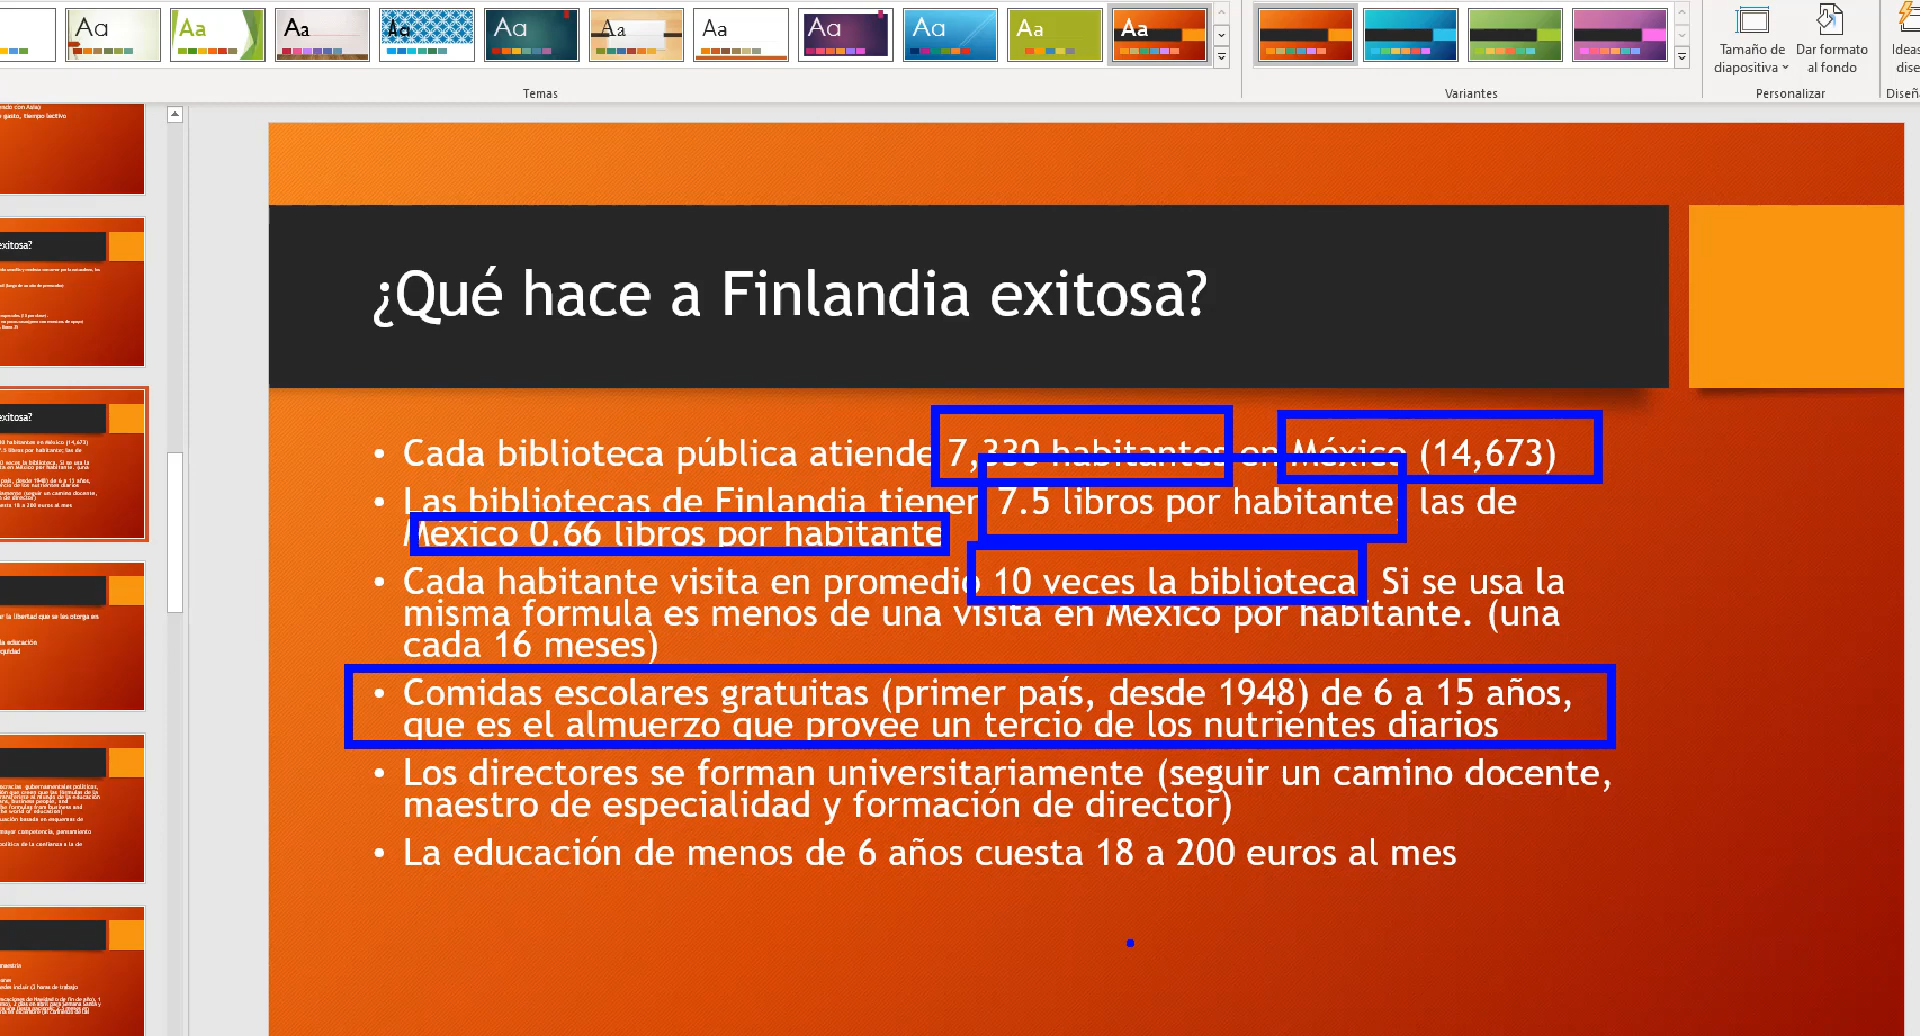 Aa
Aa
Aa
Aa
Aa
Aa
Aa
Aa
Aa
Aa
Aa
Temas
Variantes
Tamaño de
diapositiva
Dar formato
al fondo
Personalizar
Ideas
exitosa?
exitosa?
¿Qué hace a Finlandia exitosa?
• Cada biblioteca pública atiende 7,330 habitantes en México (14,673)
• Las bibliotecas de Finlandia tienen 7.5 libros por habitante, las de
México 0.66 libros por habitante
• Cada habitante visita en promedio 10 veces la biblioteca. Si se usa la
misma formula es menos de una visita en México por habitante. (una
cada 16 meses)
• Comidas escolares gratuitas (primer país, desde 1948) de 6 a 15 años,
que es el almuerzo que provee un tercio de los nutrientes diarios
• Los directores se forman universitariamente (seguir un camino docente,
maestro de especialidad y formación de director)
• La educación de menos de 6 años cuesta 18 a 200 euros al mes